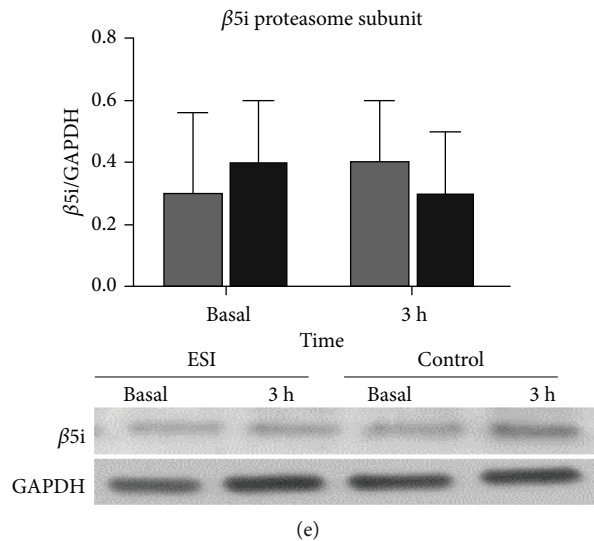 β5i proteasome subunit
0.8
0.6
0.4
0.2
0.0
β5i/GAPDH
Basal 3 h
Time
ESI Control
Basal 3 h Basal 3 h
β5i
GAPDH
(e)